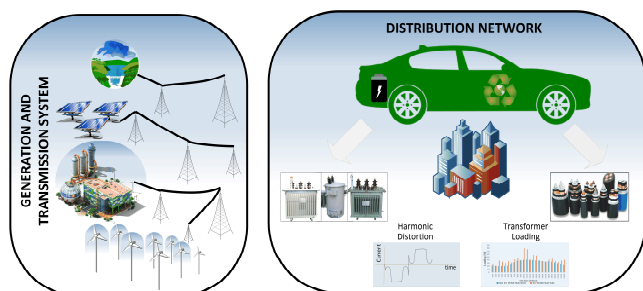 GENERATION AND
TRANSMISSION SYSTEM
DISTRIBUTION NETWORK
Harmonic
Distortion
Current
time
Transformer
Loading